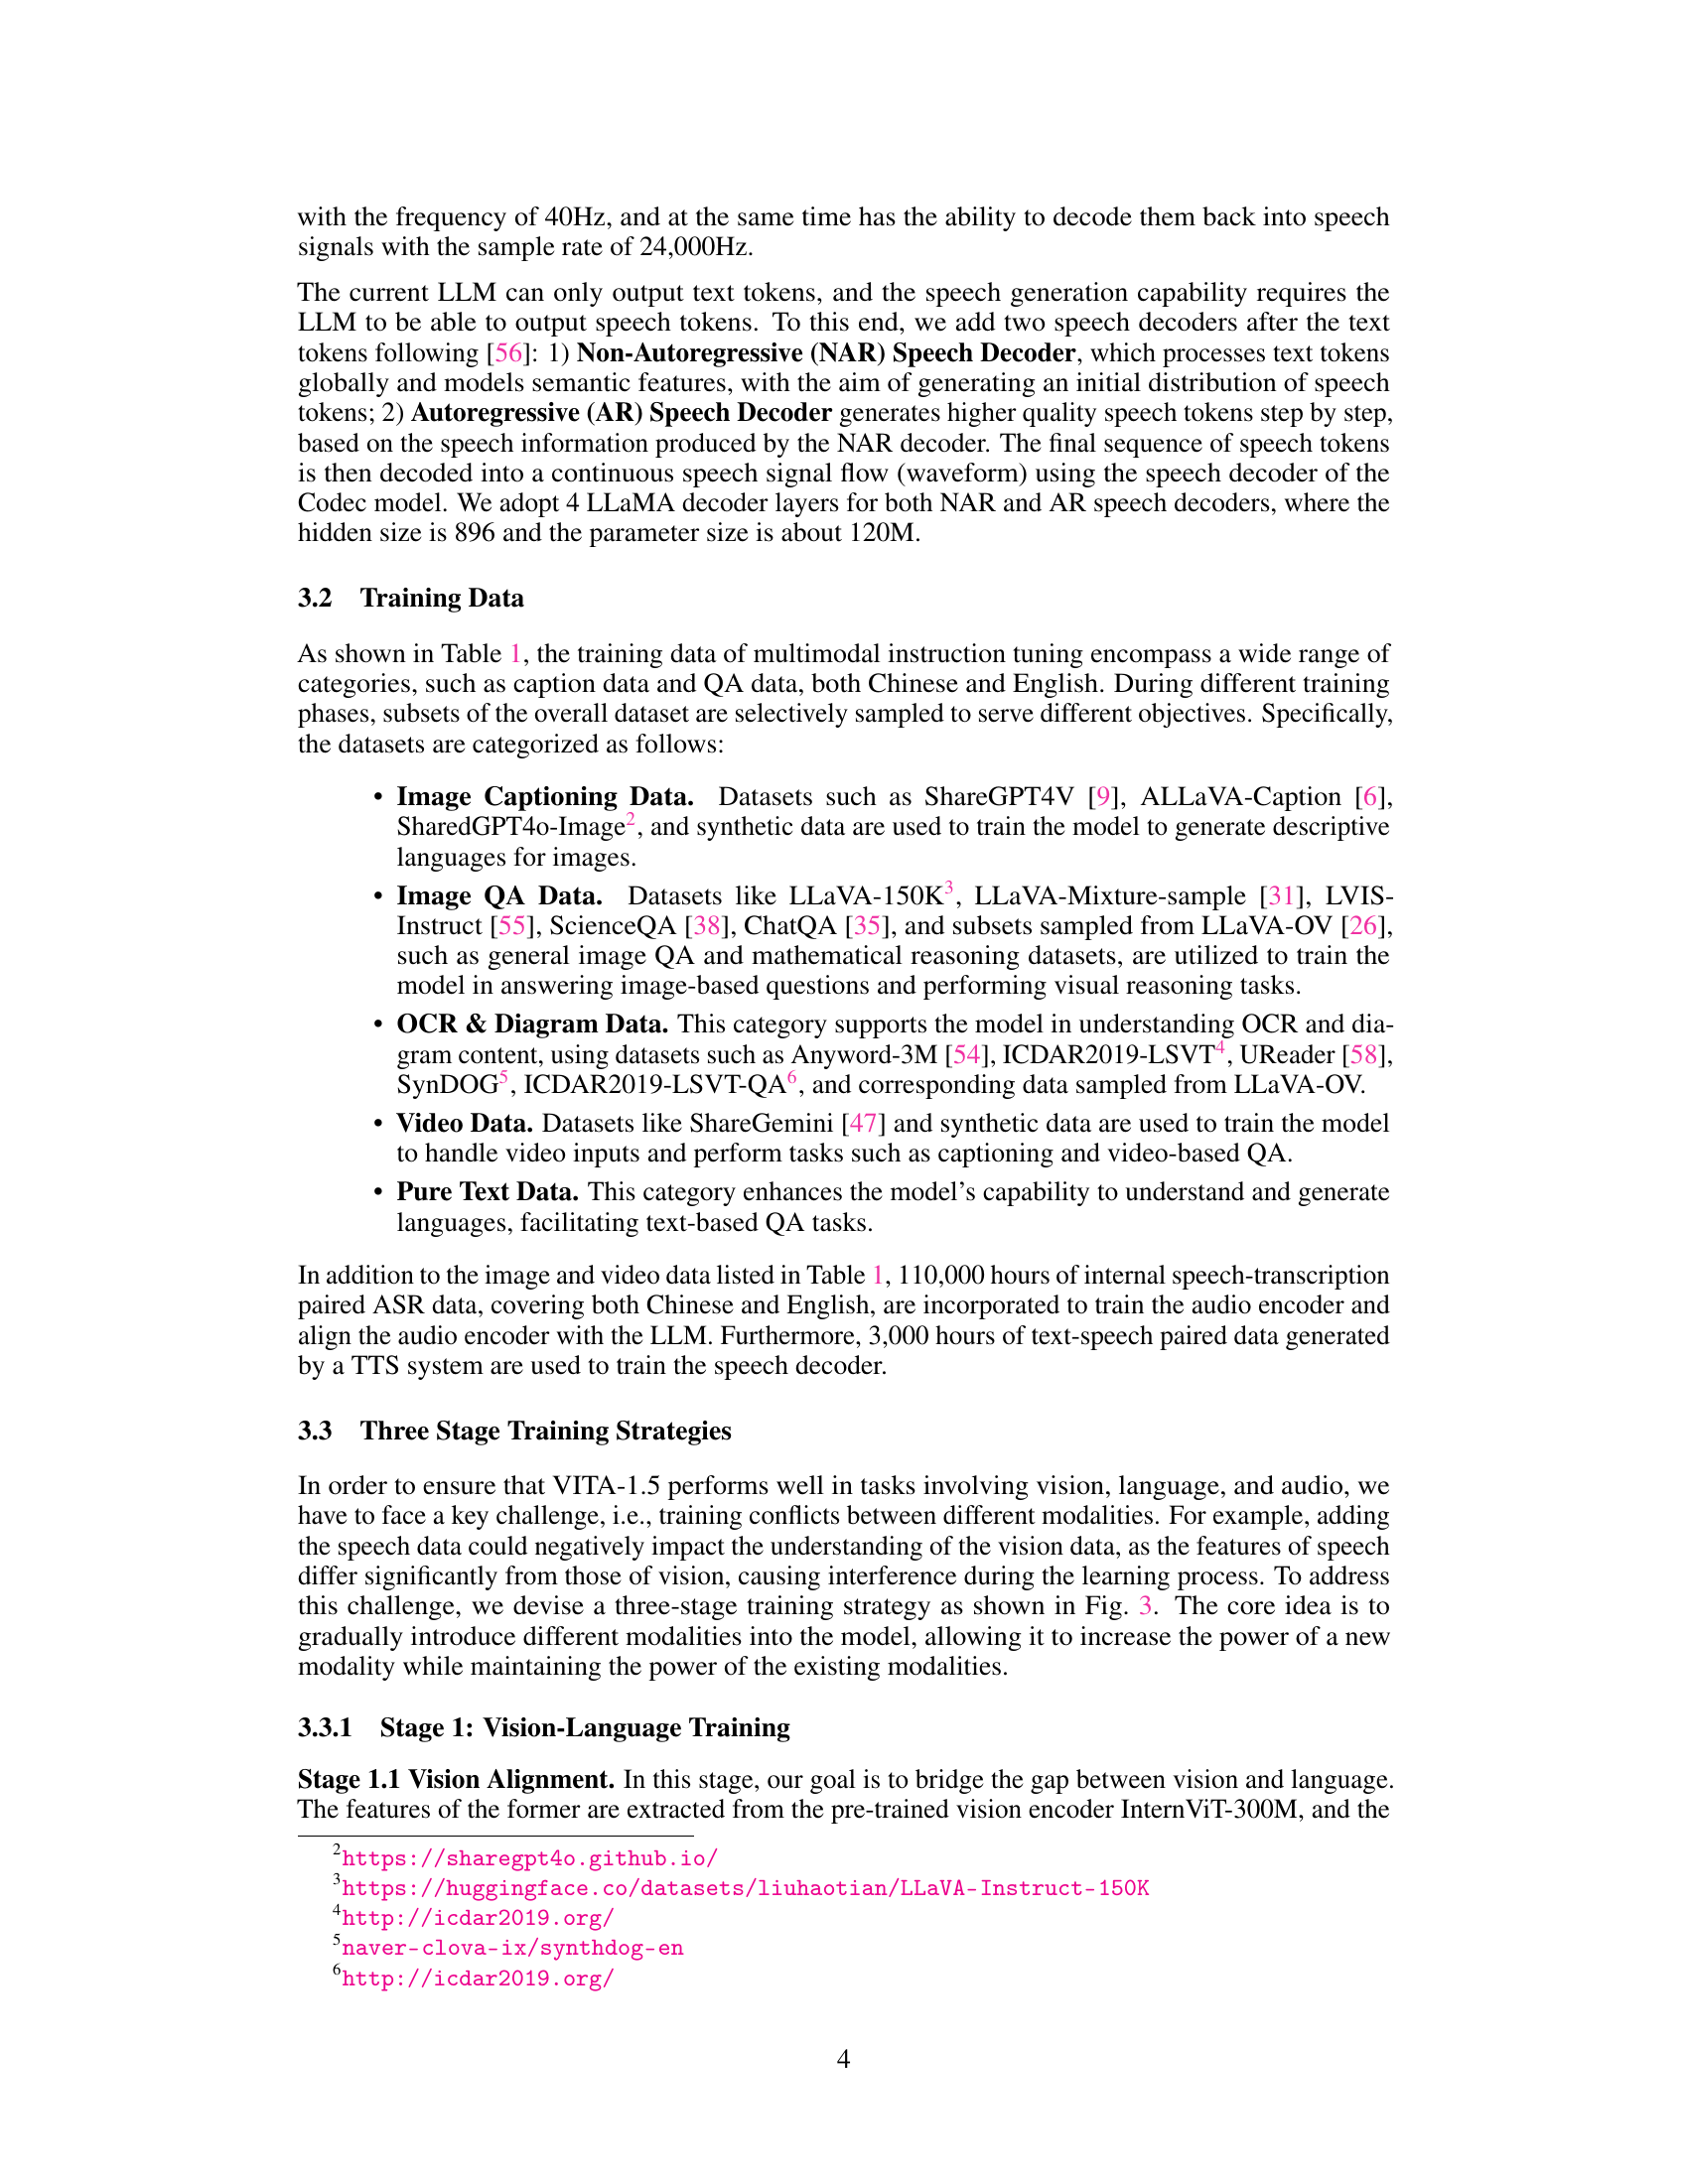 with the frequency of 40Hz, and at the same time has the ability to decode them back into speech
signals with the sample rate of 24,000Hz.
The current LLM can only output text tokens, and the speech generation capability requires the
LLM to be able to output speech tokens. To this end, we add two speech decoders after the text
tokens following [56]: 1) Non-Autoregressive (NAR) Speech Decoder, which processes text tokens
globally and models semantic features, with the aim of generating an initial distribution of speech
tokens; 2) Autoregressive (AR) Speech Decoder generates higher quality speech tokens step by step,
based on the speech information produced by the NAR decoder. The final sequence of speech tokens
is then decoded into a continuous speech signal flow (waveform) using the speech decoder of the
Codec model. We adopt 4 LLaMA decoder layers for both NAR and AR speech decoders, where the
hidden size is 896 and the parameter size is about 120M.
3.2 Training Data
As shown in Table 1, the training data of multimodal instruction tuning encompass a wide range of
categories, such as caption data and QA data, both Chinese and English. During different training
phases, subsets of the overall dataset are selectively sampled to serve different objectives. Specifically,
the datasets are categorized as follows:
• Image Captioning Data. Datasets such as ShareGPT4V [9], ALLaVA-Caption [6],
SharedGPT4o-Image2, and synthetic data are used to train the model to generate descriptive
languages for images.
• Image QA Data. Datasets like LLaVA-150K3, LLaVA-Mixture-sample [31], LVIS-
Instruct [55], ScienceQA [38], ChatQA [35], and subsets sampled from LLaVA-OV [26],
such as general image QA and mathematical reasoning datasets, are utilized to train the
model in answering image-based questions and performing visual reasoning tasks.
• OCR & Diagram Data. This category supports the model in understanding OCR and dia-
gram content, using datasets such as Anyword-3M [54], ICDAR2019-LSVT4, UReader [58],
SynDOG5, ICDAR2019-LSVT-QA6, and corresponding data sampled from LLaVA-OV.
• Video Data. Datasets like ShareGemini [47] and synthetic data are used to train the model
to handle video inputs and perform tasks such as captioning and video-based QA.
• Pure Text Data. This category enhances the model's capability to understand and generate
languages, facilitating text-based QA tasks.
In addition to the image and video data listed in Table 1, 110,000 hours of internal speech-transcription
paired ASR data, covering both Chinese and English, are incorporated to train the audio encoder and
align the audio encoder with the LLM. Furthermore, 3,000 hours of text-speech paired data generated
by a TTS system are used to train the speech decoder.
3.3 Three Stage Training Strategies
In order to ensure that VITA-1.5 performs well in tasks involving vision, language, and audio, we
have to face a key challenge, i.e., training conflicts between different modalities. For example, adding
the speech data could negatively impact the understanding of the vision data, as the features of speech
differ significantly from those of vision, causing interference during the learning process. To address
this challenge, we devise a three-stage training strategy as shown in Fig. 3. The core idea is to
gradually introduce different modalities into the model, allowing it to increase the power of a new
modality while maintaining the power of the existing modalities.
3.3.1 Stage 1: Vision-Language Training
Stage 1.1 Vision Alignment. In this stage, our goal is to bridge the gap between vision and language.
The features of the former are extracted from the pre-trained vision encoder InternViT-300M, and the
2https://sharegpt4o.github.io/
3https://huggingface.co/datasets/liuhaotian/LLaVA-Instruct-150K
4http://icdar2019.org/
5naver-clova-ix/synthdog-en
6http://icdar2019.org/
4